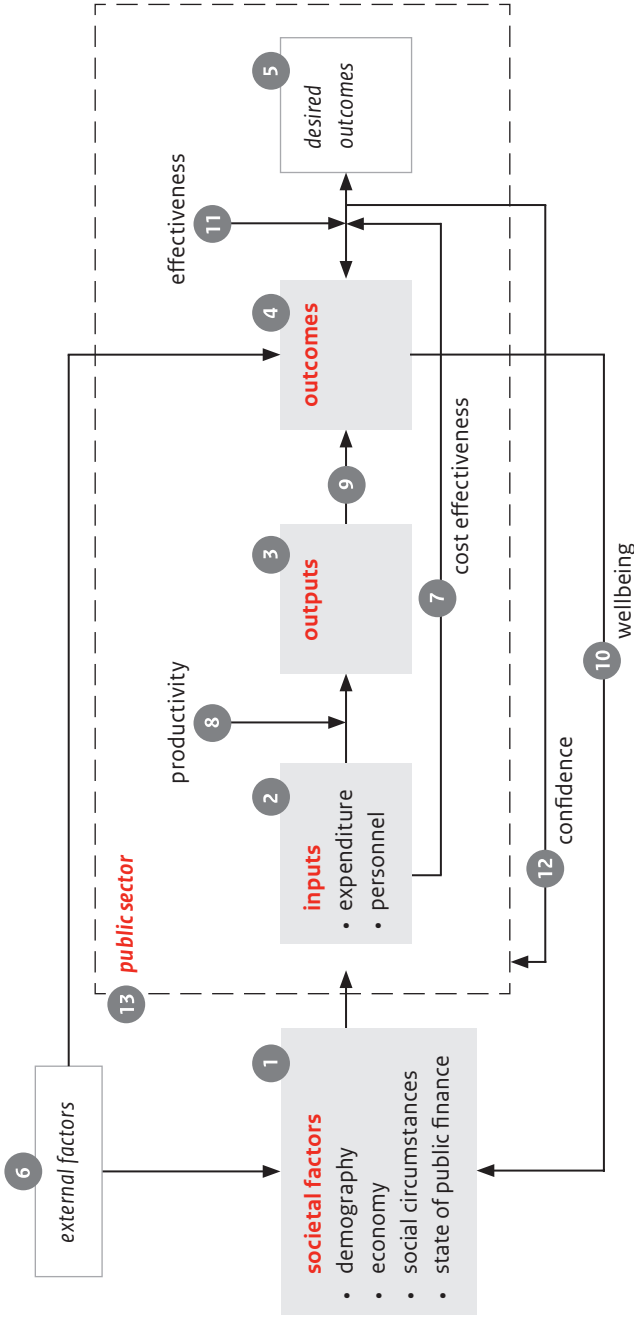 6
external factors
13 public sector
1
societal factors
• demography
• economy
• social circumstances
• state of public finance
2
inputs
• expenditure
• personnel
productivity
8
3
outputs
9
4
outcomes
effectiveness
11
5
desired
outcomes
7
cost effectiveness
12
confidence
10
wellbeing